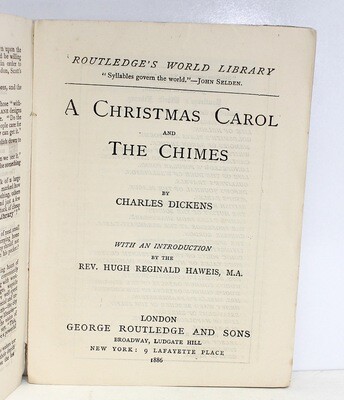 ROUTLEDGE'S WORLD LIBRARY
"Syllables govern the world."—JOHN SELDEN.
A CHRISTMAS CAROL
AND
THE CHIMES
BY
CHARLES DICKENS
WITH AN INTRODUCTION
BY THE
REV. HUGH REGINALD HAWEIS, M.A.
LONDON
GEORGE ROUTLEDGE AND SONS
BROADWAY, LUDGATE HILL
NEW YORK: 9 LAFAYETTE PLACE
1886